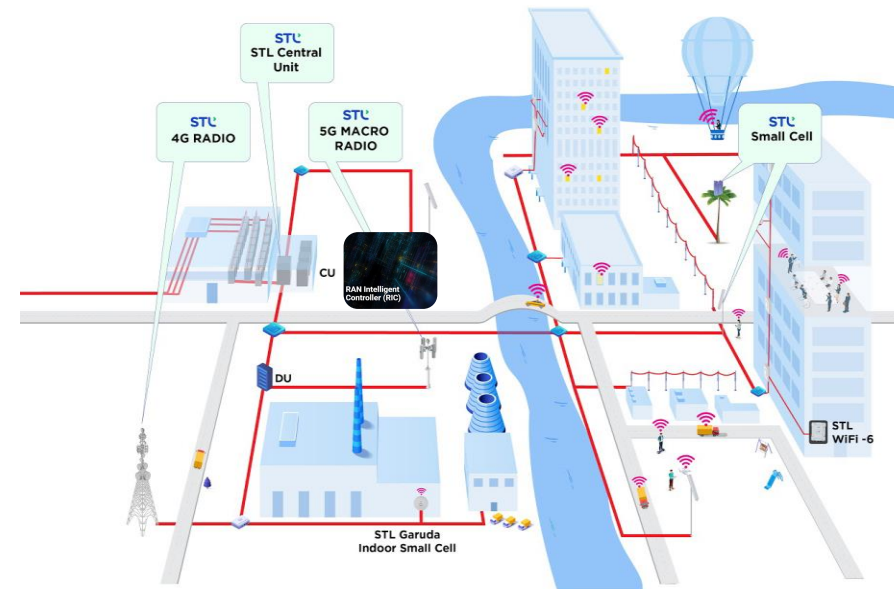 STL
STL Central
Unit
STL
4G RADIO
STL
5G MACRO
RADIO
STL
Small Cell
CU
RAN Intelligent
Controller (RIC)
DU
STL
WiFi -6
STL Garuda
Indoor Small Cell